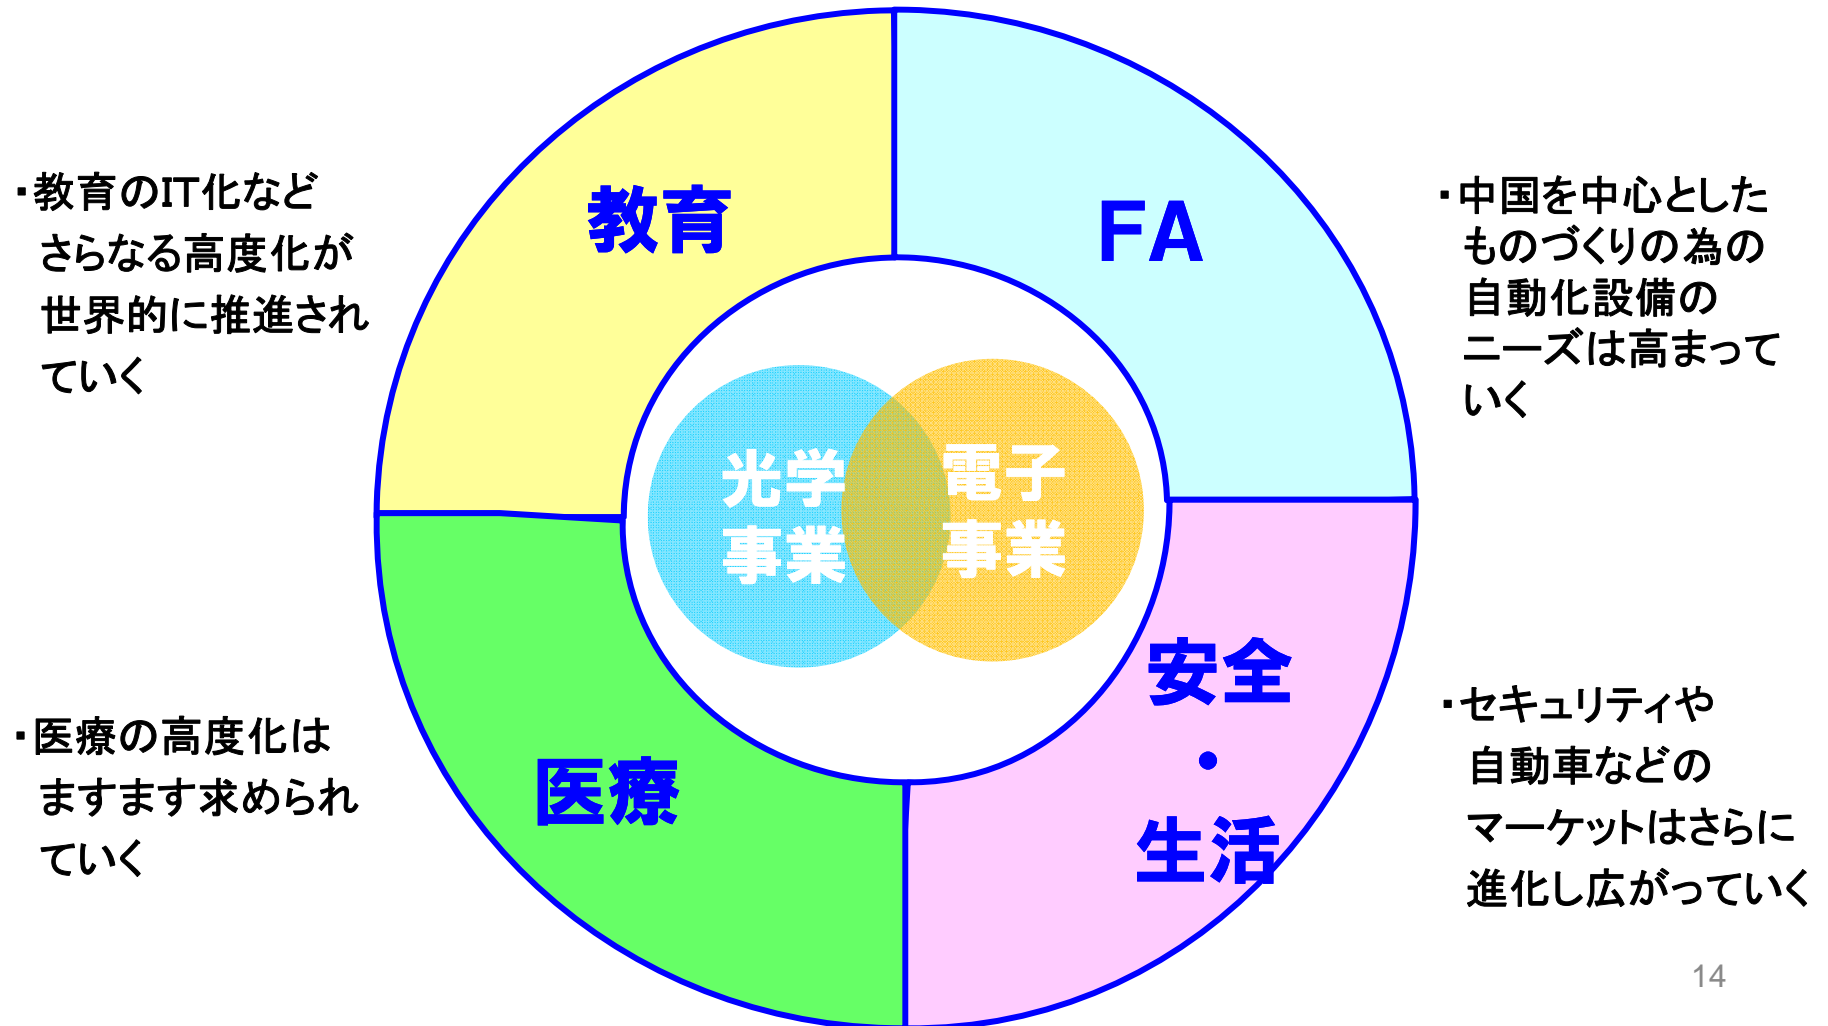 ・教育のIT化など
さらなる高度化が
世界的に推進され
ていく
教育
FA
・中国を中心とした
ものづくりの為の
自動化設備の
ニーズは高まって
いく
光学
事業
電子
事業
・医療の高度化は
ますます求められ
ていく
医療
安全
・
生活
・セキュリティや
自動車などの
マーケットはさらに
進化し広がっていく
14